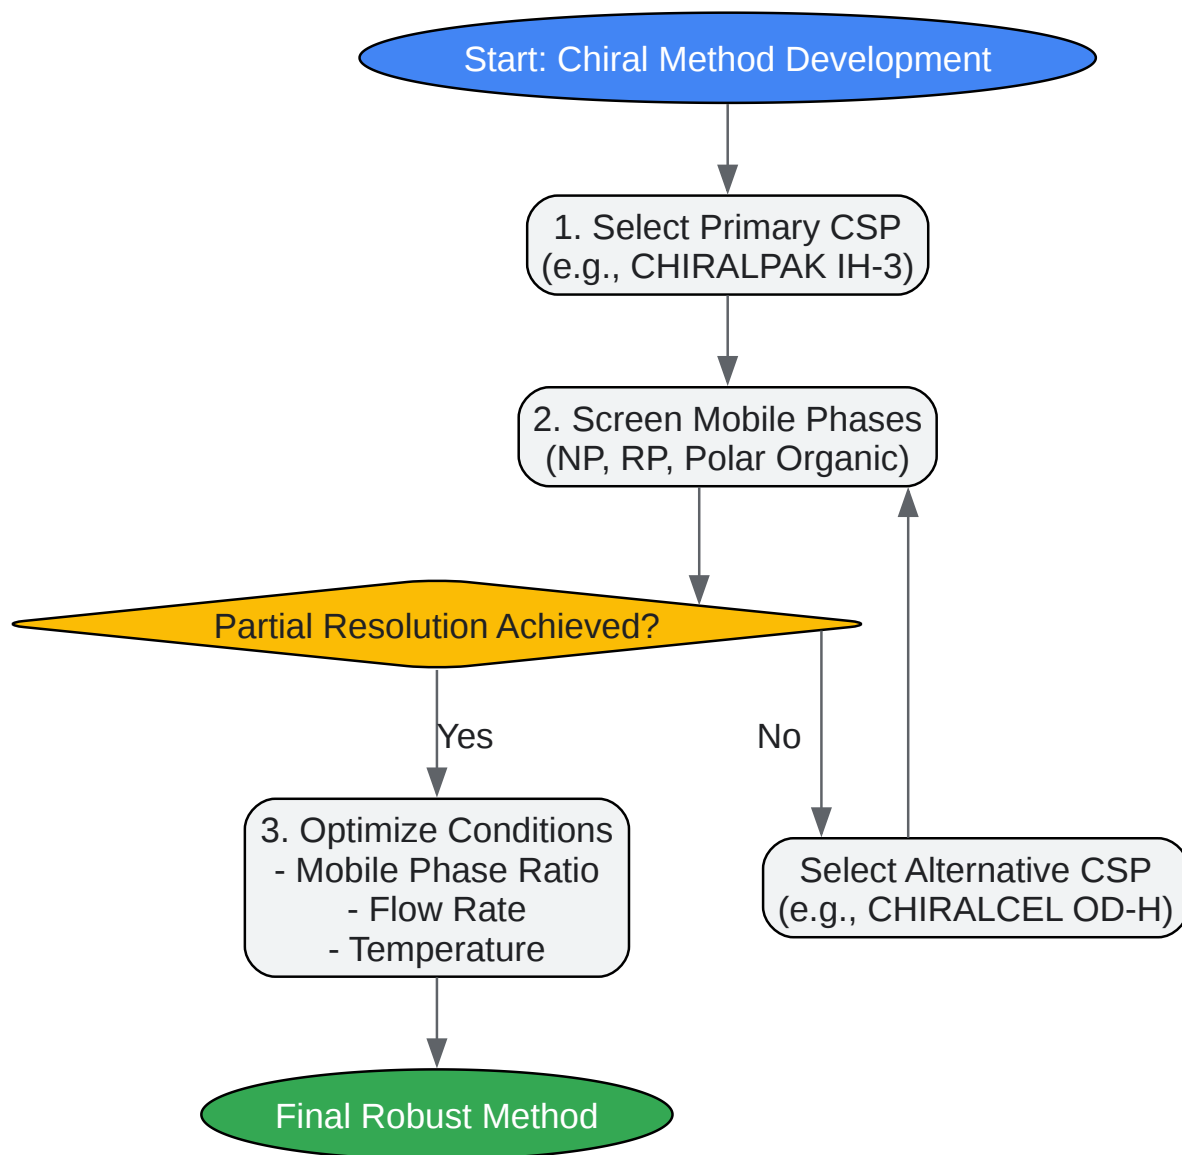 Start: Chiral Method Development
1. Select Primary CSP
(e.g., CHIRALPAK IH-3)
2. Screen Mobile Phases
(NP, RP, Polar Organic)
Partial Resolution Achieved?
Yes
No
3. Optimize Conditions
- Mobile Phase Ratio
- Flow Rate
- Temperature
Select Alternative CSP
(e.g., CHIRALCEL OD-H)
Final Robust Method